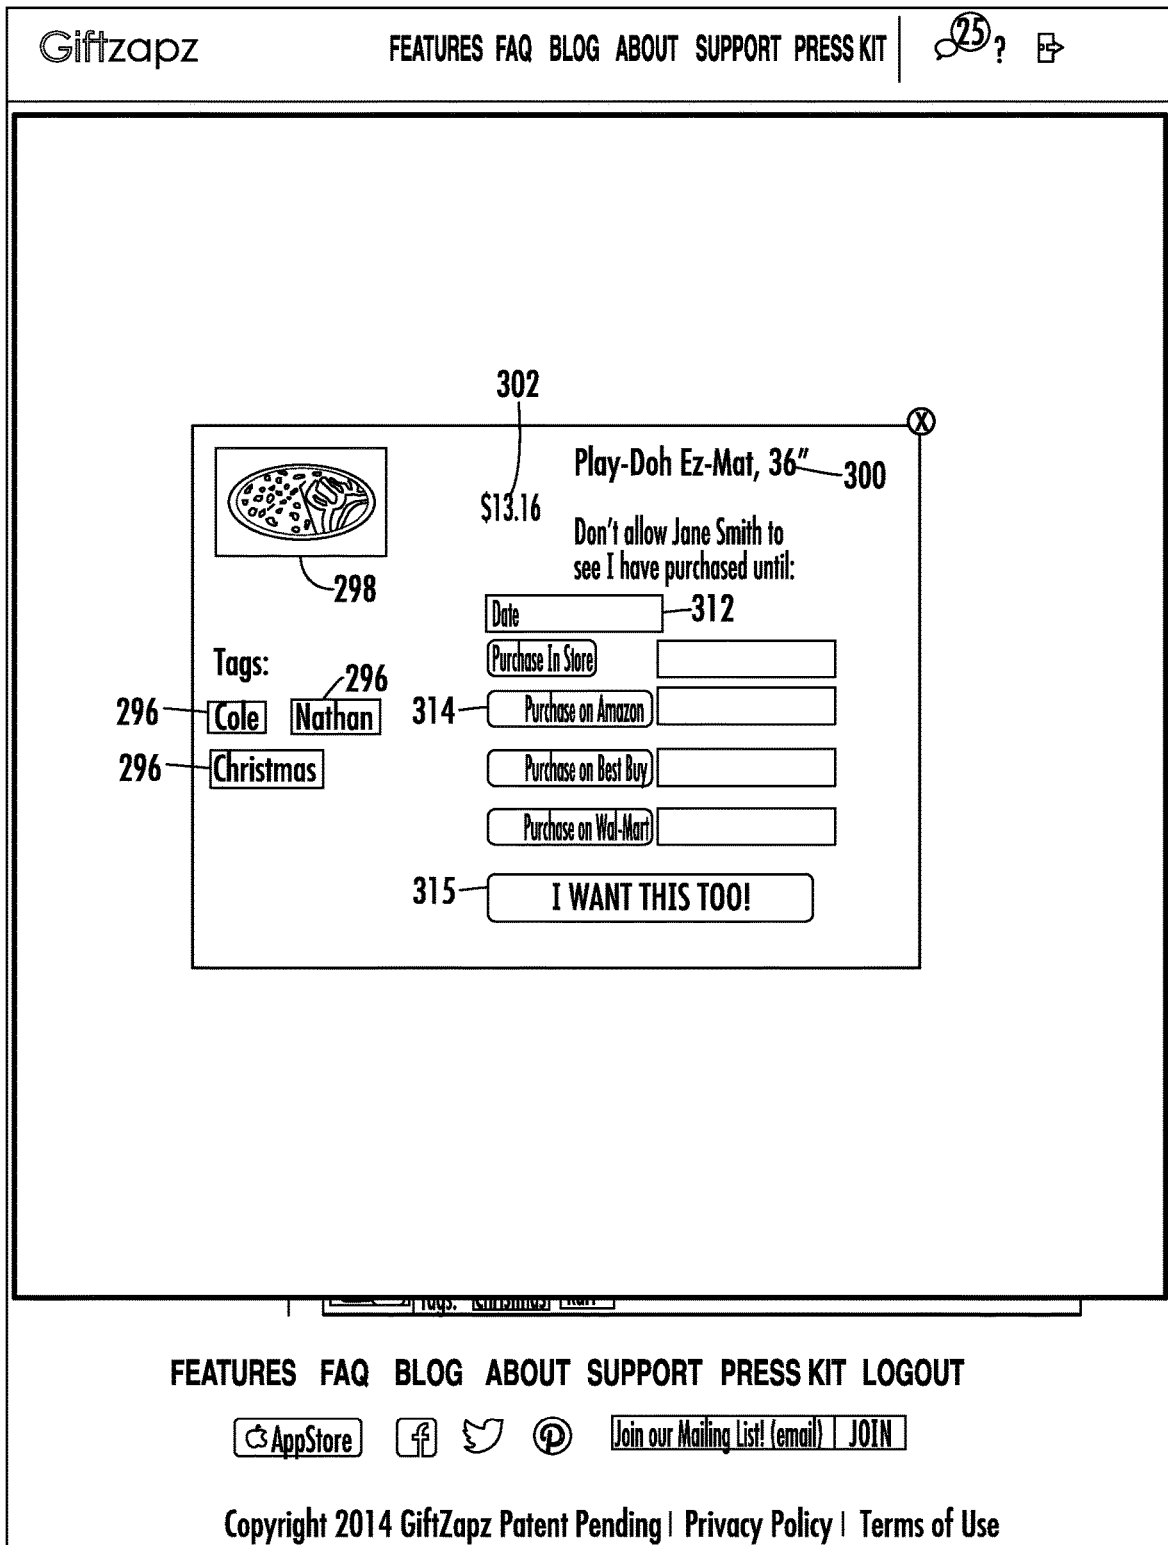 Giftzapz FEATURES FAQ BLOG ABOUT SUPPORT PRESS KIT 25 ?
302
X
Play-Doh Ez-Mat, 36" 300
$13.16
Don't allow Jane Smith to
see I have purchased until:
298
Date 312
Tags:
Purchase In Store
296
296 Cole Nathan
314 Purchase on Amazon
296 Christmas
Purchase on Best Buy
Purchase on Wal-Mart
315 I WANT THIS TOO!
Tags: Christmas
FEATURES FAQ BLOG ABOUT SUPPORT PRESS KIT LOGOUT
AppStore f Join our Mailing List! (email) JOIN
Copyright 2014 GiftZapz Patent Pending | Privacy Policy | Terms of Use